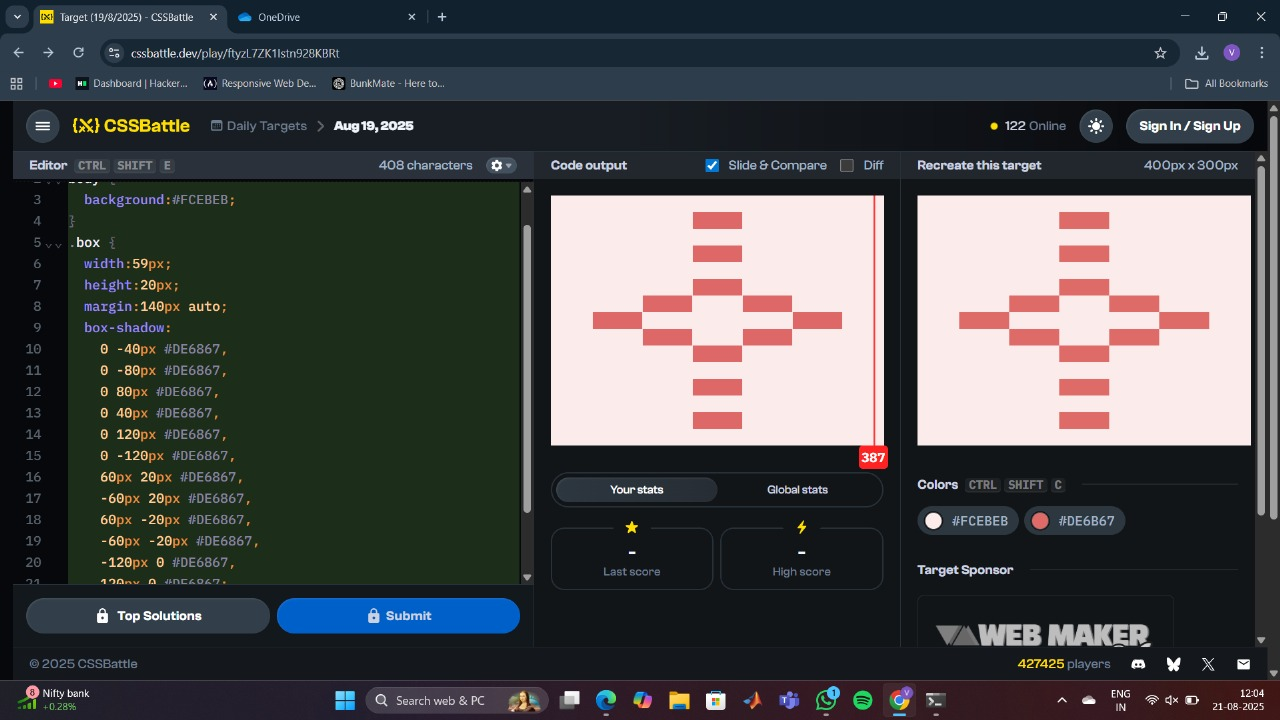 Target (19/8/2025) - CSSBattle
OneDrive
cssbattle.dev/play/ftyzL7ZK1Istn928KBRt
V
Dashboard | Hacker...
Responsive Web De...
BunkMate - Here to...
All Bookmarks
{X} CSSBattle
Daily Targets
Aug 19, 2025
122 Online
Sign In / Sign Up
Editor CTRL SHIFT E
408 characters
Code output
Slide & Compare
Diff
Recreate this target
400px x 300px
3 background:#FCEBEB;
4 }
5 .box {
6 width:59px;
7 height:20px;
8 margin:140px auto;
9 box-shadow:
10 0 -40px #DE6867,
11 0 -80px #DE6867,
12 0 80px #DE6867,
13 0 40px #DE6867,
14 0 120px #DE6867,
15 0 -120px #DE6867,
16 60px 20px #DE6867,
17 -60px 20px #DE6867,
18 60px -20px #DE6867,
19 -60px -20px #DE6867,
20 -120px 0 #DE6867,
21 120px 0 #DE6867;
387
Your stats
Global stats
-
Last score
-
High score
Colors CTRL SHIFT C
#FCEBEB
#DE6B67
Target Sponsor
WEB MAKER
Top Solutions
Submit
© 2025 CSSBattle
427425 players
8
Nifty bank
+0.28%
Search web & PC
1
ENG
IN
12:04
21-08-2025